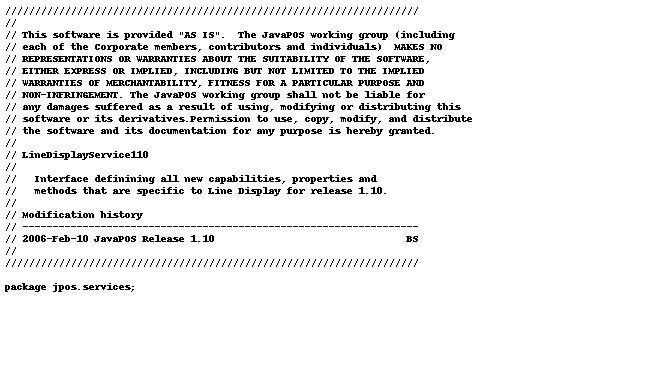 //////////////////////////////////////////////////////////////////////
//
// This software is provided "AS IS".  The JavaPOS working group (including
// each of the Corporate members, contributors and individuals)  MAKES NO
// REPRESENTATIONS OR WARRANTIES ABOUT THE SUITABILITY OF THE SOFTWARE,
// EITHER EXPRESS OR IMPLIED, INCLUDING BUT NOT LIMITED TO THE IMPLIED
// WARRANTIES OF MERCHANTABILITY, FITNESS FOR A PARTICULAR PURPOSE AND
// NON-INFRINGEMENT. The JavaPOS working group shall not be liable for
// any damages suffered as a result of using, modifying or distributing this
// software or its derivatives.Permission to use, copy, modify, and distribute
// the software and its documentation for any purpose is hereby granted.
//
// LineDisplayService110
//
//   Interface definining all new capabilities, properties and
//   methods that are specific to Line Display for release 1.10.
//
// Modification history
// ------------------------------------------------------------------
// 2006-Feb-10 JavaPOS Release 1.10                                BS
//
//////////////////////////////////////////////////////////////////////
package jpos.services;